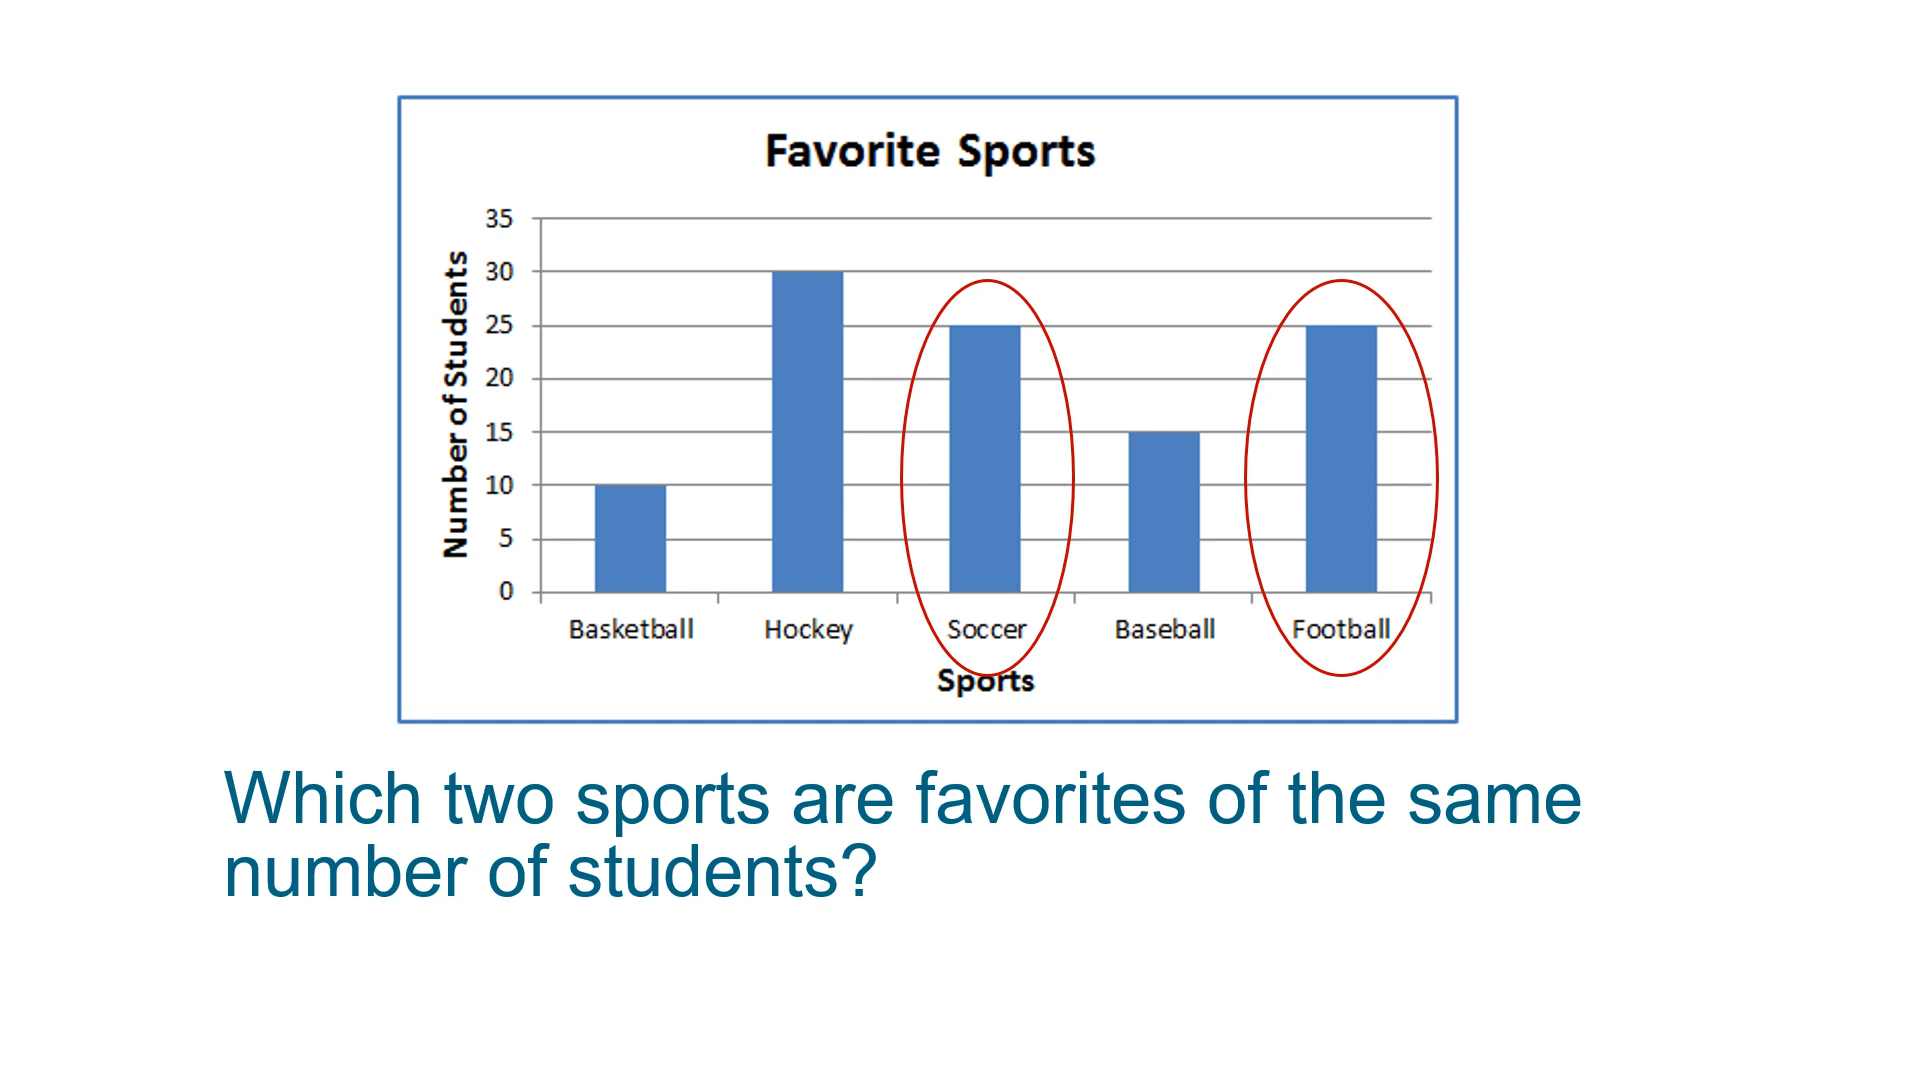 Favorite Sports
Number of Students
35
30
25
20
15
10
5
0
Basketball Hockey Soccer Baseball Football
Sports
Which two sports are favorites of the same
number of students?